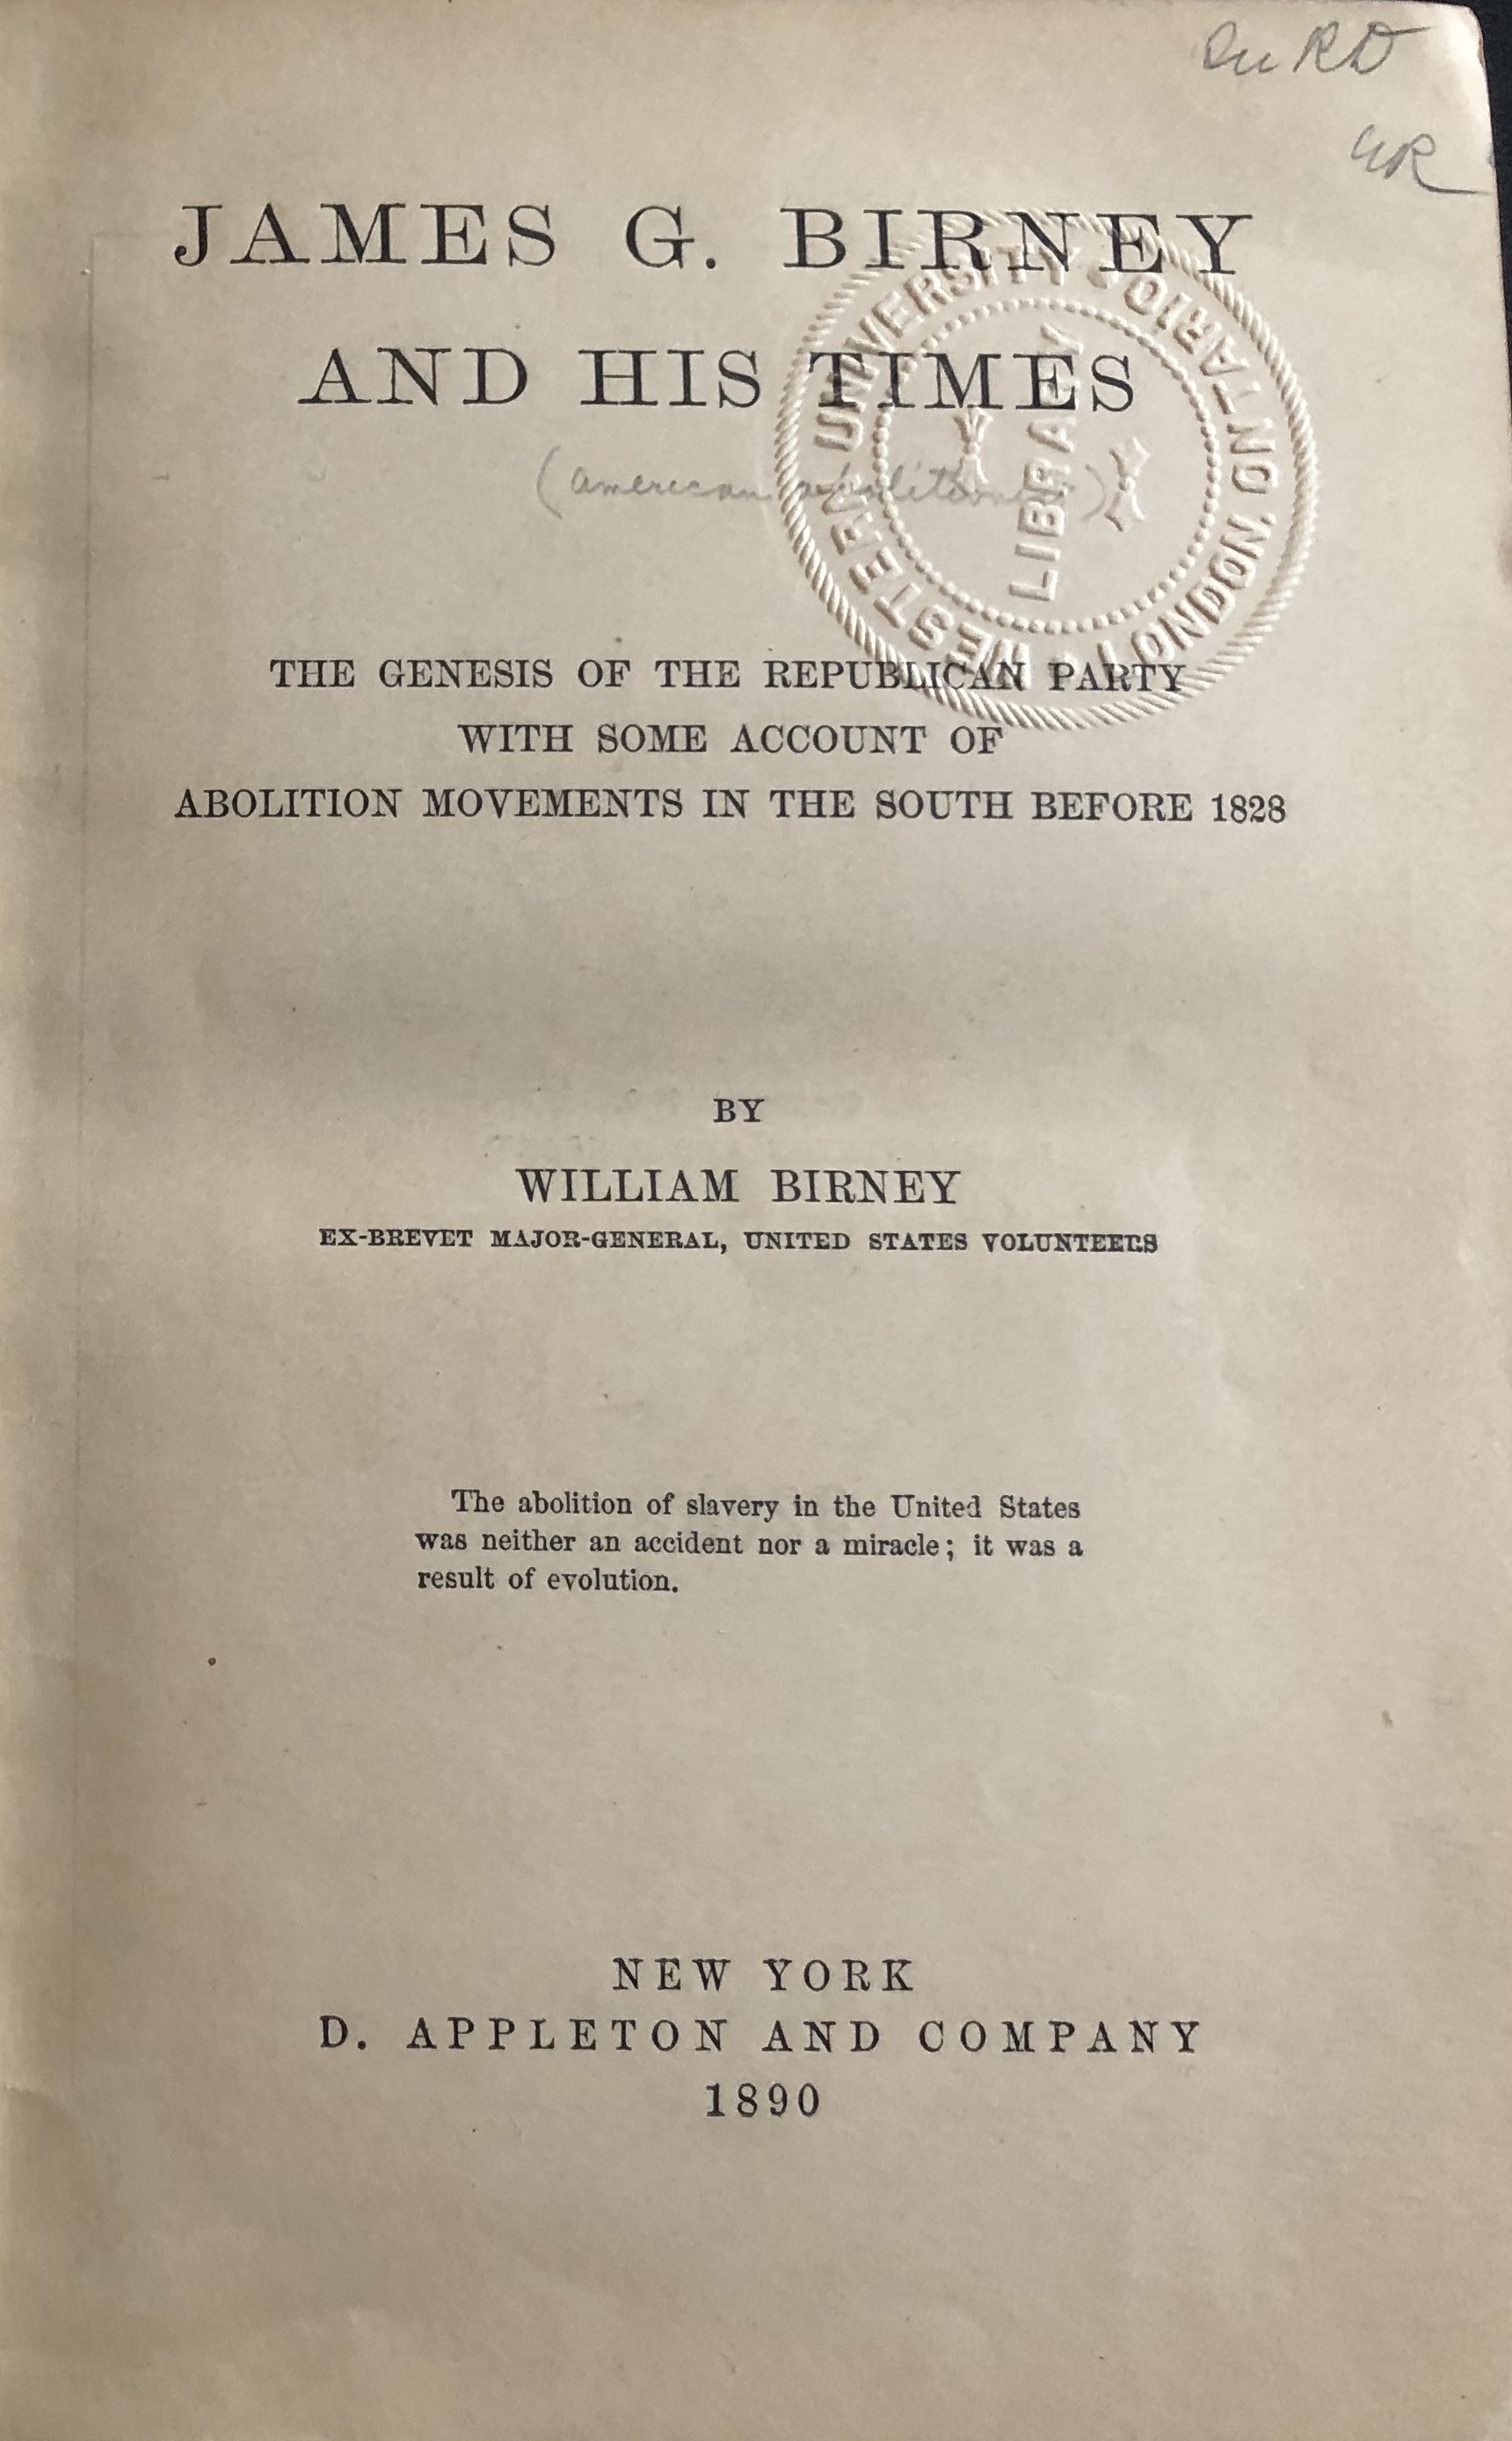 JAMES G. BIRNEY
AND HIS TIMES
(american abolitionist)
WESTERN UNIVERSITY • LONDON, ONTARIO •
LIBRARY
THE GENESIS OF THE REPUBLICAN PARTY
WITH SOME ACCOUNT OF
ABOLITION MOVEMENTS IN THE SOUTH BEFORE 1828
BY
WILLIAM BIRNEY
EX-BREVET MAJOR-GENERAL, UNITED STATES VOLUNTEERS
The abolition of slavery in the United States
was neither an accident nor a miracle; it was a
result of evolution.
NEW YORK
D. APPLETON AND COMPANY
1890